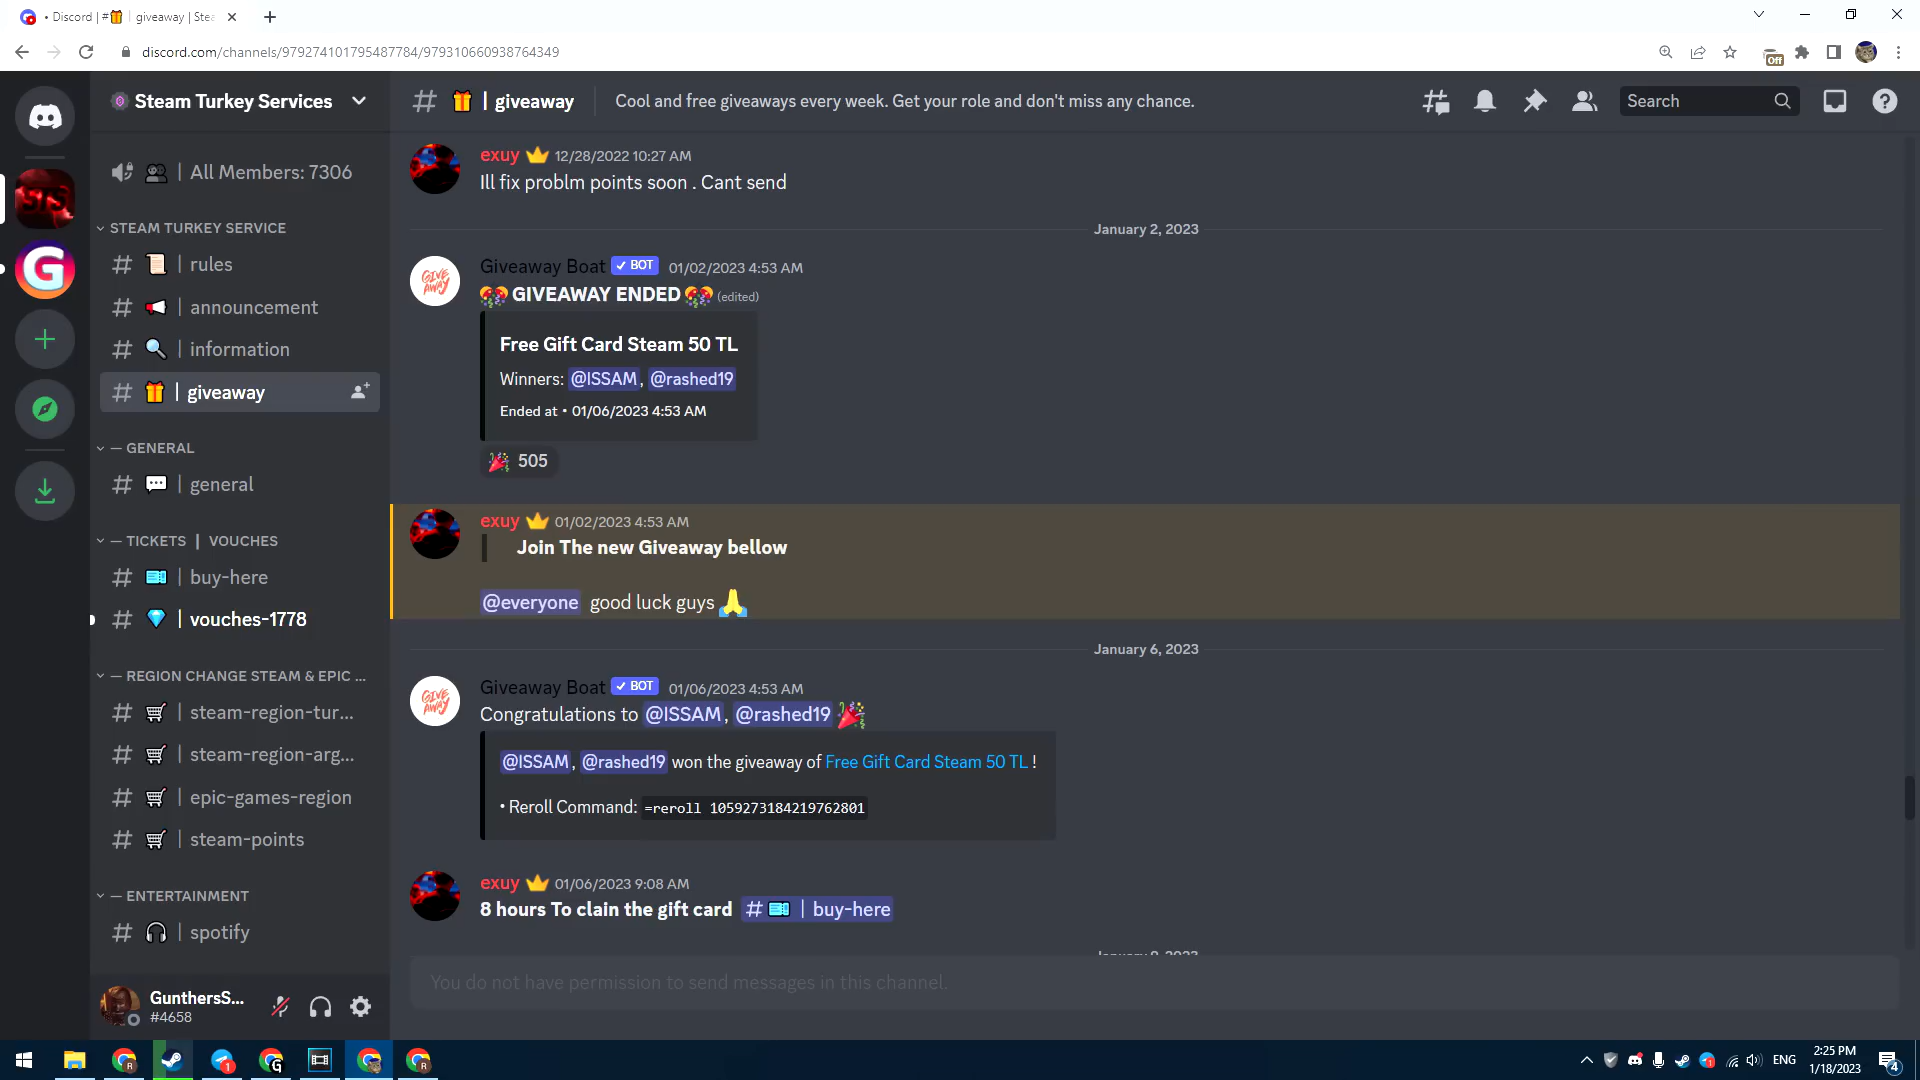 Discord | # | giveaway | Stea
discord.com/channels/979274101795487784/979310660938764349
Off
Steam Turkey Services
# | giveaway
Cool and free giveaways every week. Get your role and don't miss any chance.
Search
STS
G
| All Members: 7306
STEAM TURKEY SERVICE
# | rules
# | announcement
# | information
# | giveaway
— GENERAL
# | general
— TICKETS | VOUCHES
# | buy-here
# | vouches-1778
— REGION CHANGE STEAM & EPIC ...
# | steam-region-tur...
# | steam-region-arg...
# | epic-games-region
# | steam-points
— ENTERTAINMENT
# | spotify
GunthersS...
#4658
exuy 12/28/2022 10:27 AM
Ill fix problm points soon . Cant send
January 2, 2023
GIVE AWAY
Giveaway Boat ✓ BOT 01/02/2023 4:53 AM
GIVEAWAY ENDED (edited)
Free Gift Card Steam 50 TL
Winners: @ISSAM, @rashed19
Ended at • 01/06/2023 4:53 AM
505
exuy 01/02/2023 4:53 AM
Join The new Giveaway bellow
@everyone good luck guys
January 6, 2023
GIVE AWAY
Giveaway Boat ✓ BOT 01/06/2023 4:53 AM
Congratulations to @ISSAM, @rashed19
@ISSAM, @rashed19 won the giveaway of Free Gift Card Steam 50 TL !
• Reroll Command: =reroll 1059273184219762801
exuy 01/06/2023 9:08 AM
8 hours To clain the gift card # | buy-here
You do not have permission to send messages in this channel.
ENG
2:25 PM
1/18/2023
4